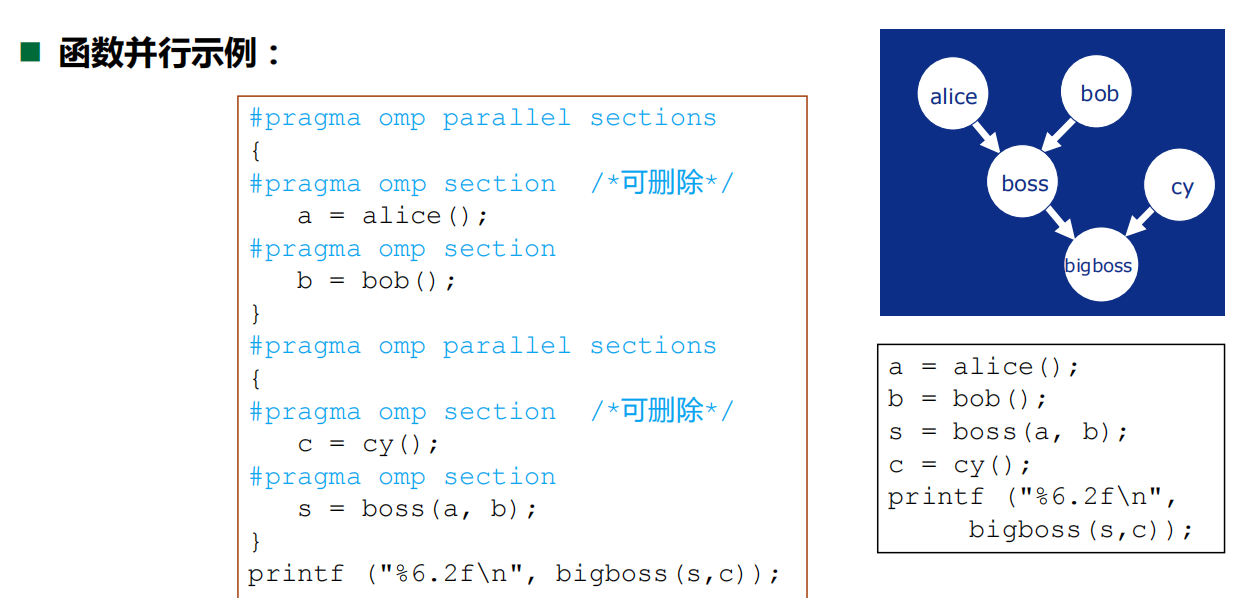 函数并行示例：
#pragma omp parallel sections
{
#pragma omp section  /*可删除*/
   a = alice();
#pragma omp section
   b = bob();
}
#pragma omp parallel sections
{
#pragma omp section  /*可删除*/
   c = cy();
#pragma omp section
   s = boss(a, b);
}
printf ("%6.2f\n", bigboss(s,c));
alice
bob
boss
cy
bigboss
a = alice();
b = bob();
s = boss(a, b);
c = cy();
printf ("%6.2f\n",
     bigboss(s,c));